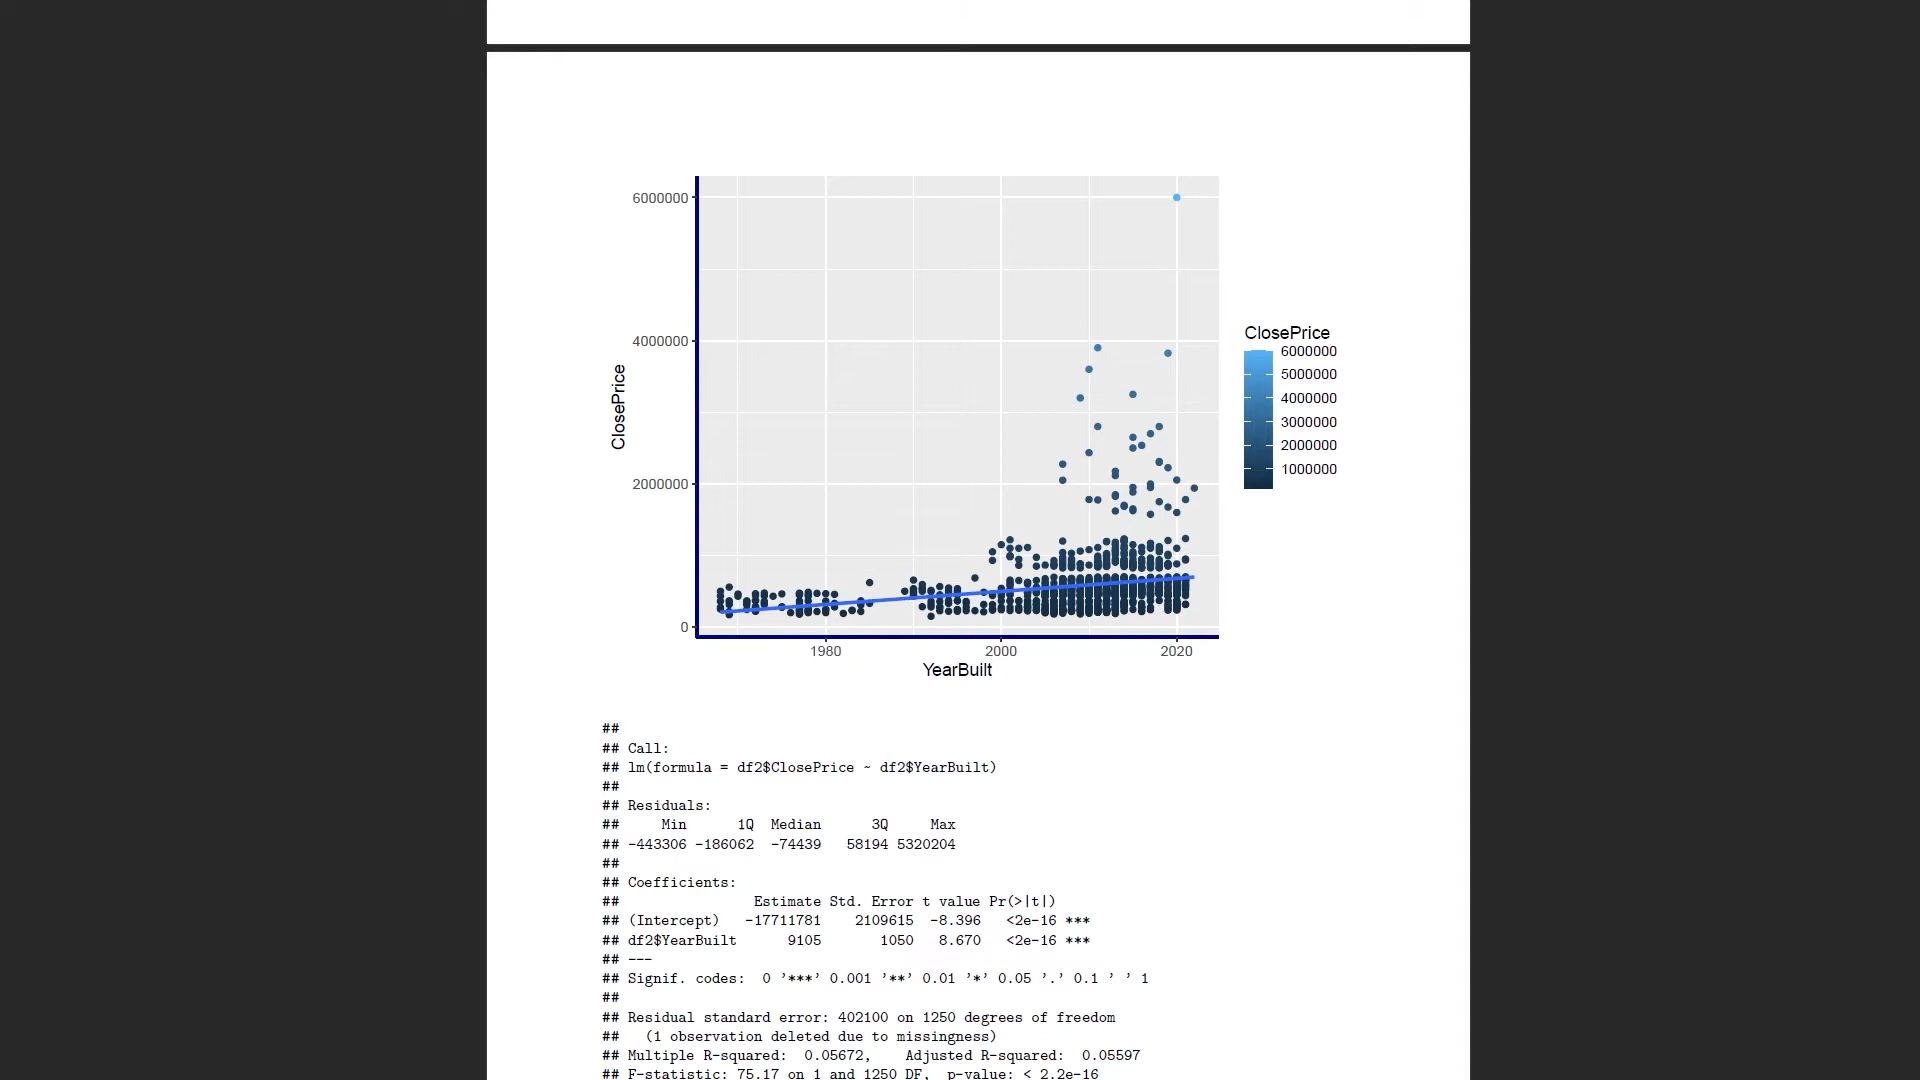 6000000
4000000
2000000
0
ClosePrice
1980
2000
2020
YearBuilt
ClosePrice
6000000
5000000
4000000
3000000
2000000
1000000
##
## Call:
## lm(formula = df2$ClosePrice ~ df2$YearBuilt)
##
## Residuals:
##     Min      1Q  Median      3Q     Max
## -443306 -186062  -74439   58194 5320204
##
## Coefficients:
##                Estimate Std. Error t value Pr(>|t|)
## (Intercept)   -17711781    2109615  -8.396   <2e-16 ***
## df2$YearBuilt      9105       1050   8.670   <2e-16 ***
## ---
## Signif. codes:  0 '***' 0.001 '**' 0.01 '*' 0.05 '.' 0.1 ' ' 1
##
## Residual standard error: 402100 on 1250 degrees of freedom
##   (1 observation deleted due to missingness)
## Multiple R-squared:  0.05672,    Adjusted R-squared:  0.05597
## F-statistic: 75.17 on 1 and 1250 DF,  p-value: < 2.2e-16